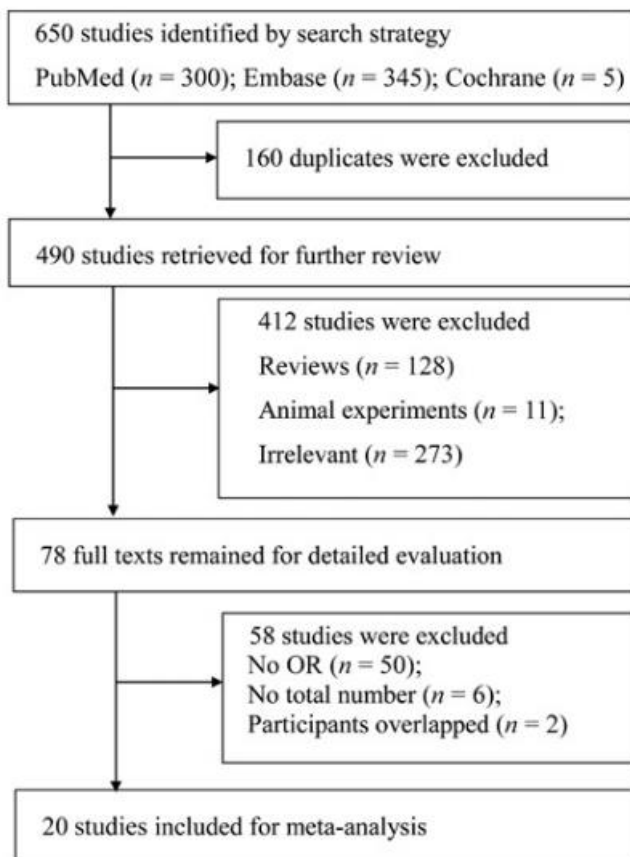 650 studies identified by search strategy
PubMed (n = 300); Embase (n = 345); Cochrane (n = 5)
160 duplicates were excluded
490 studies retrieved for further review
412 studies were excluded
Reviews (n = 128)
Animal experiments (n = 11);
Irrelevant (n = 273)
78 full texts remained for detailed evaluation
58 studies were excluded
No OR (n = 50);
No total number (n = 6);
Participants overlapped (n = 2)
20 studies included for meta-analysis